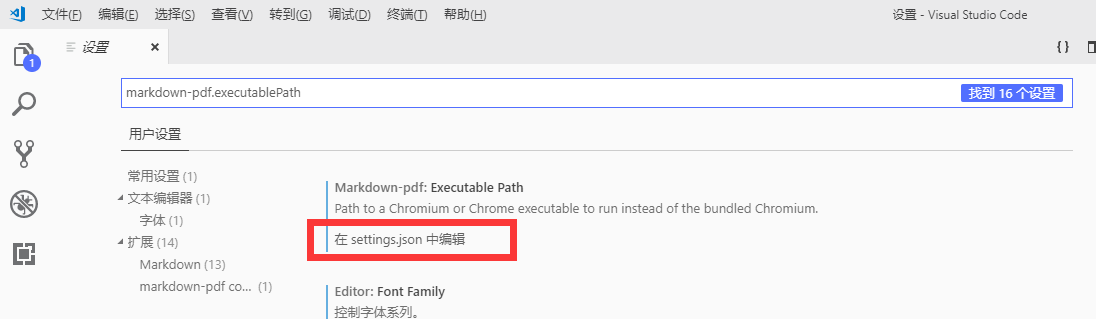 文件(F) 编辑(E) 选择(S) 查看(V) 转到(G) 调试(D) 终端(T) 帮助(H) 设置 - Visual Studio Code
设置 × {}
1
markdown-pdf.executablePath 找到 16 个设置
用户设置
常用设置 (1)
文本编辑器 (1)
字体 (1)
扩展 (14)
Markdown (13)
markdown-pdf co... (1)
Markdown-pdf: Executable Path
Path to a Chromium or Chrome executable to run instead of the bundled Chromium.
在 settings.json 中编辑
Editor: Font Family
控制字体系列。